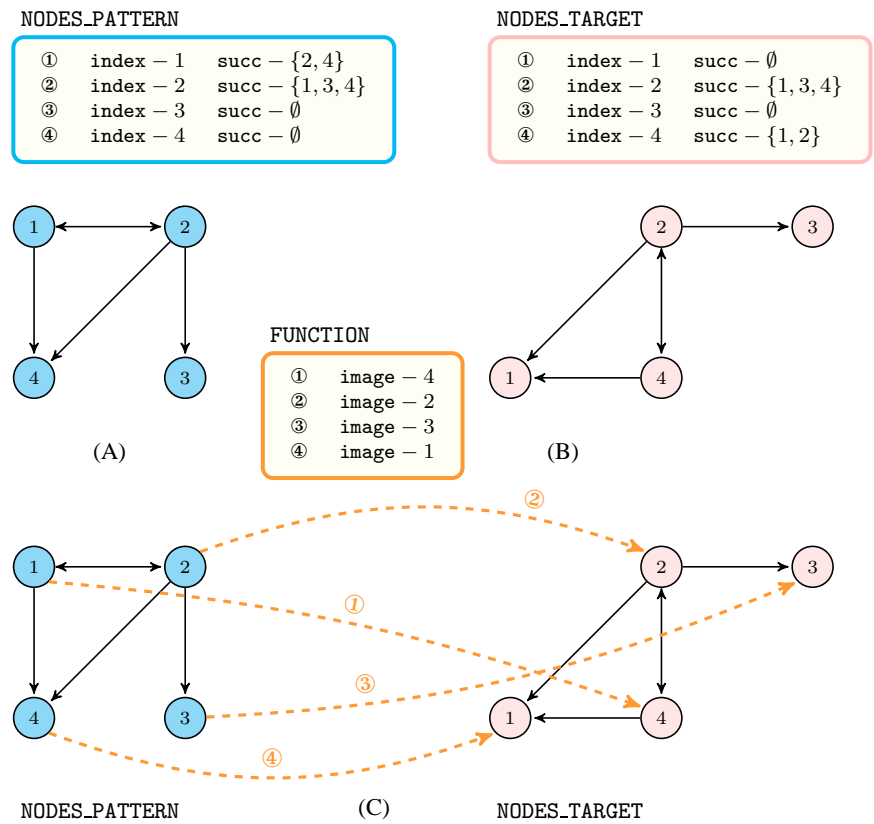 NODES_PATTERN
① index – 1 succ – {2, 4}
② index – 2 succ – {1, 3, 4}
③ index – 3 succ – ∅
④ index – 4 succ – ∅
NODES_TARGET
① index – 1 succ – ∅
② index – 2 succ – {1, 3, 4}
③ index – 3 succ – ∅
④ index – 4 succ – {1, 2}
1
2
4
3
(A)
2
3
1
4
(B)
FUNCTION
① image – 4
② image – 2
③ image – 3
④ image – 1
②
1
2
2
3
①
③
4
3
1
4
④
NODES_PATTERN
(C)
NODES_TARGET